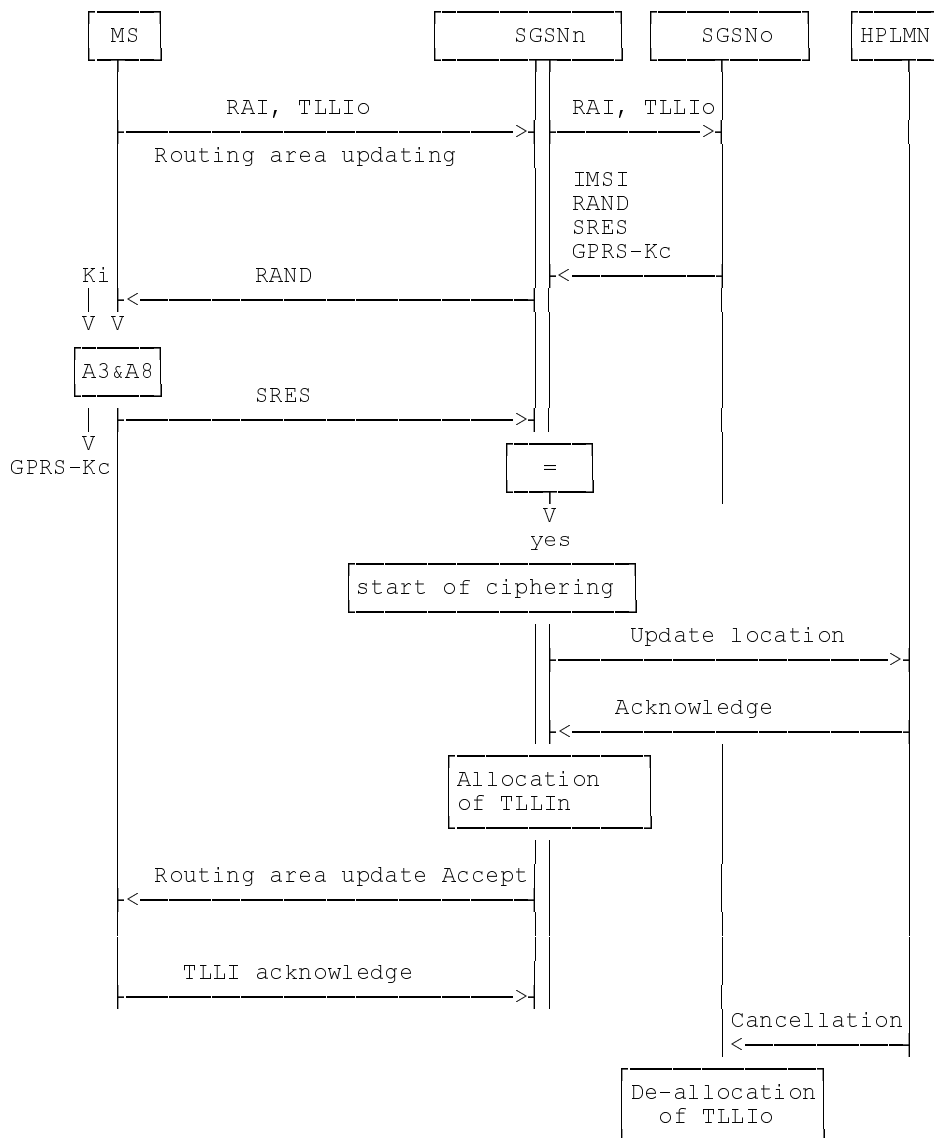 MS SGSNn SGSNo HPLMN
RAI, TLLIo RAI, TLLIo
Routing area updating
IMSI
RAND
SRES
GPRS-Kc
Ki RAND
V V
A3&A8
SRES
V
GPRS-Kc
=
V
yes
start of ciphering
Update location
Acknowledge
Allocation
of TLLIn
Routing area update Accept
TLLI acknowledge
Cancellation
De-allocation
of TLLIo